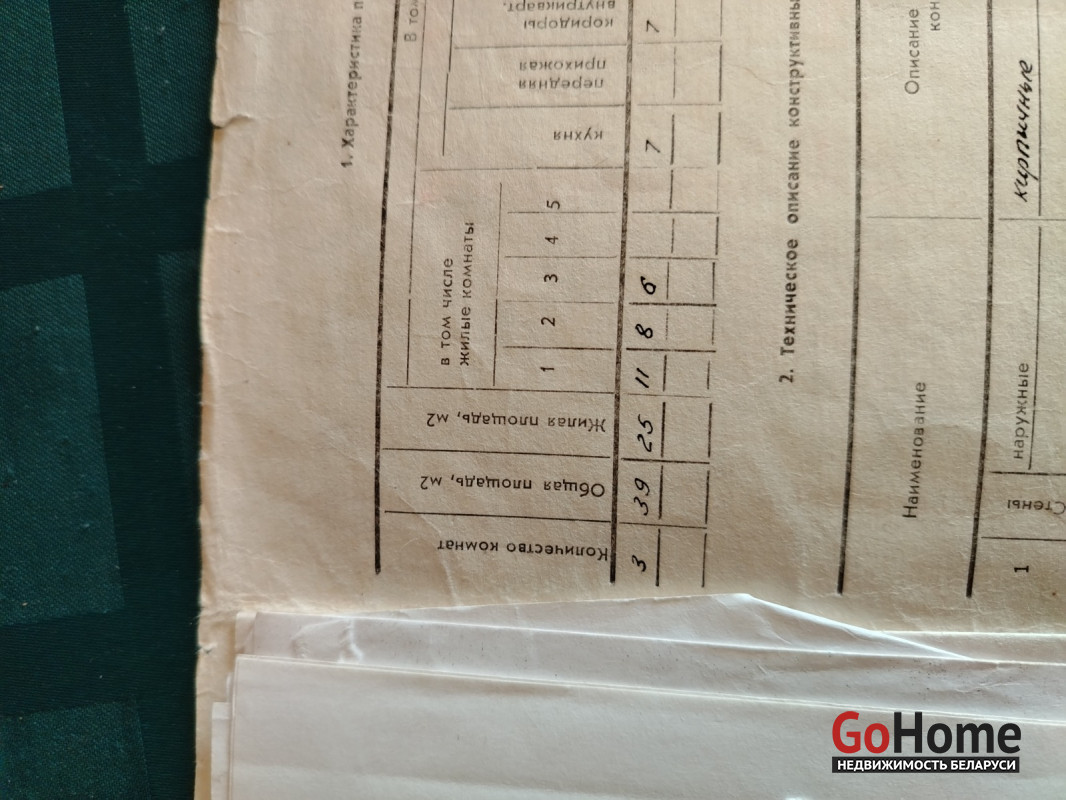 1. Характеристика п
В том
Количество комнат
Общая площадь, м2
Жилая площадь, м2
в том числе
жилые комнаты
1 2 3 4 5
кухня
передняя
прихожая
коридоры
внутрикварт.
3 39 25 11 8 6 7 7
2. Техническое описание конструктивны
Наименование
Описание
кон
1 Стены наружные кирпичные
GoHome
НЕДВИЖИМОСТЬ БЕЛАРУСИ